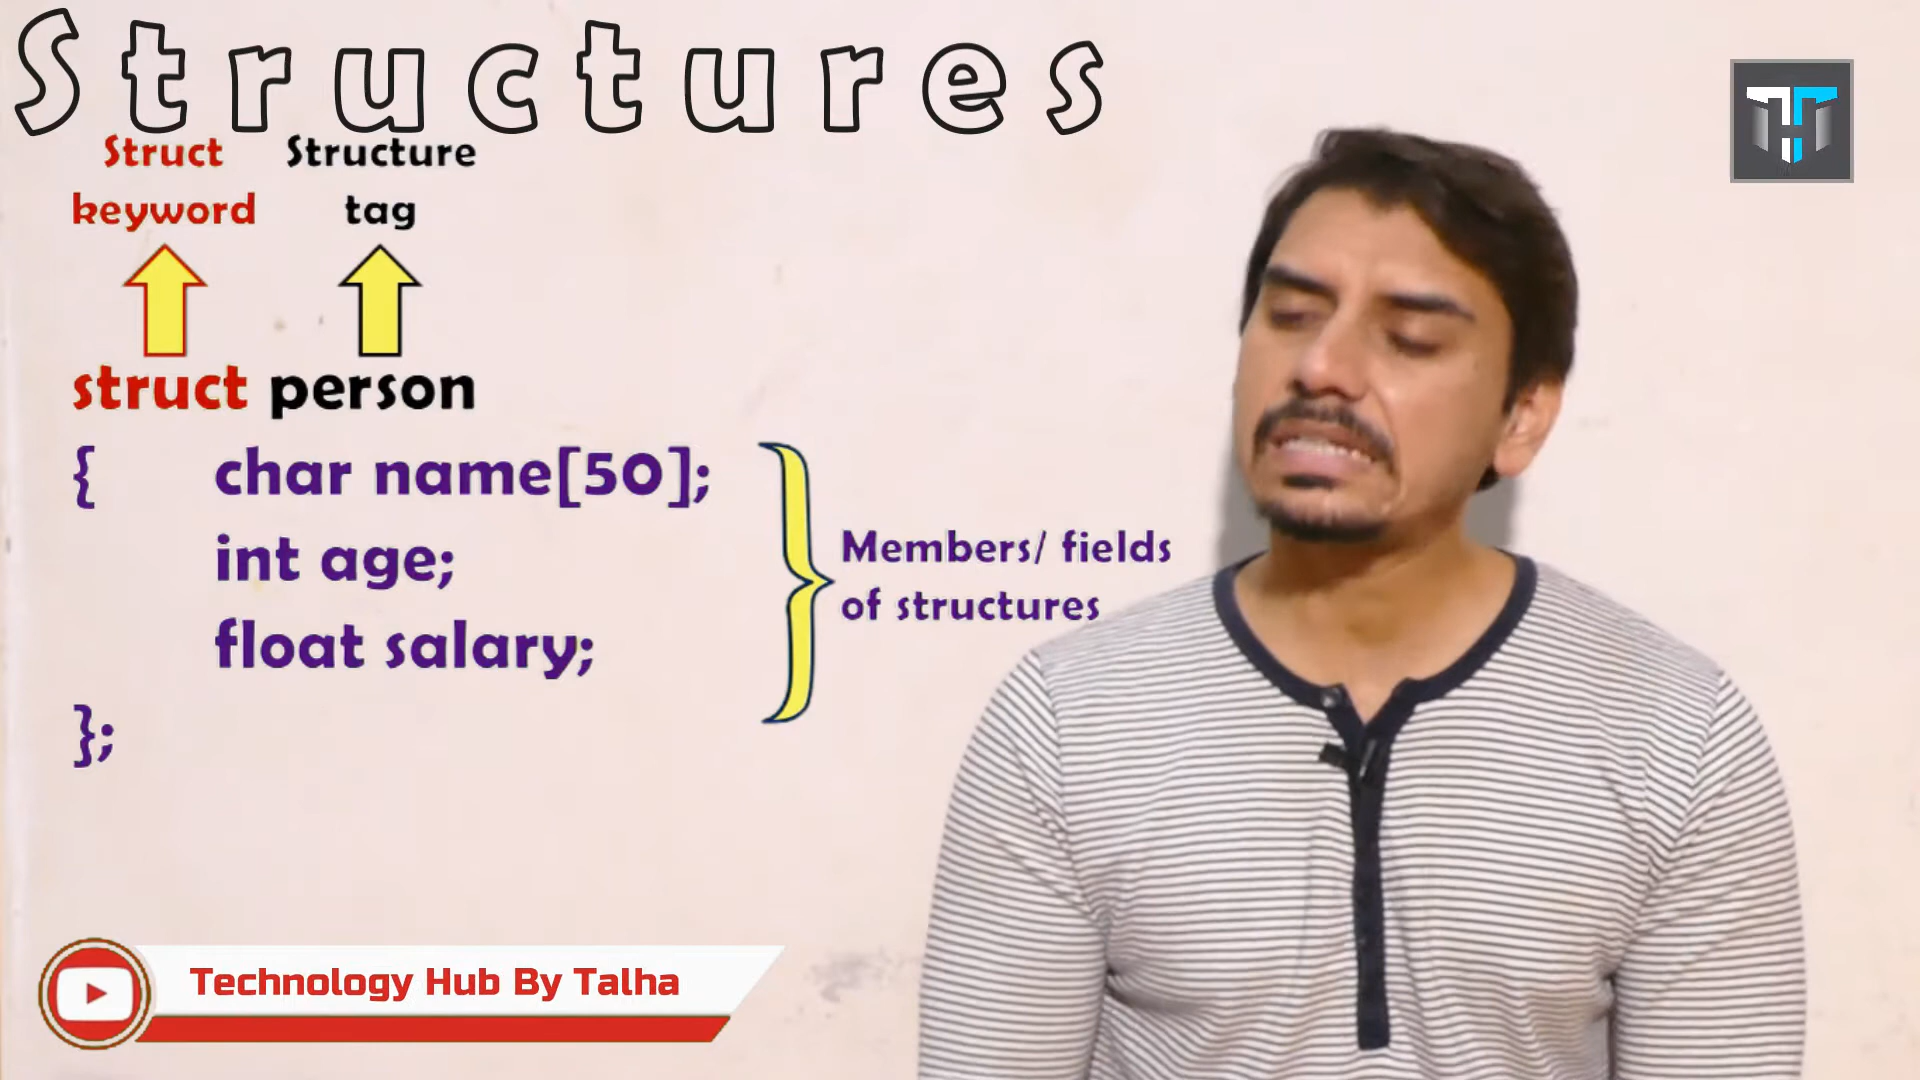 Structures
Struct
keyword
Structure
tag
struct person
{ char name[50];
int age;
float salary;
};
Members/ fields
of structures
Technology Hub By Talha